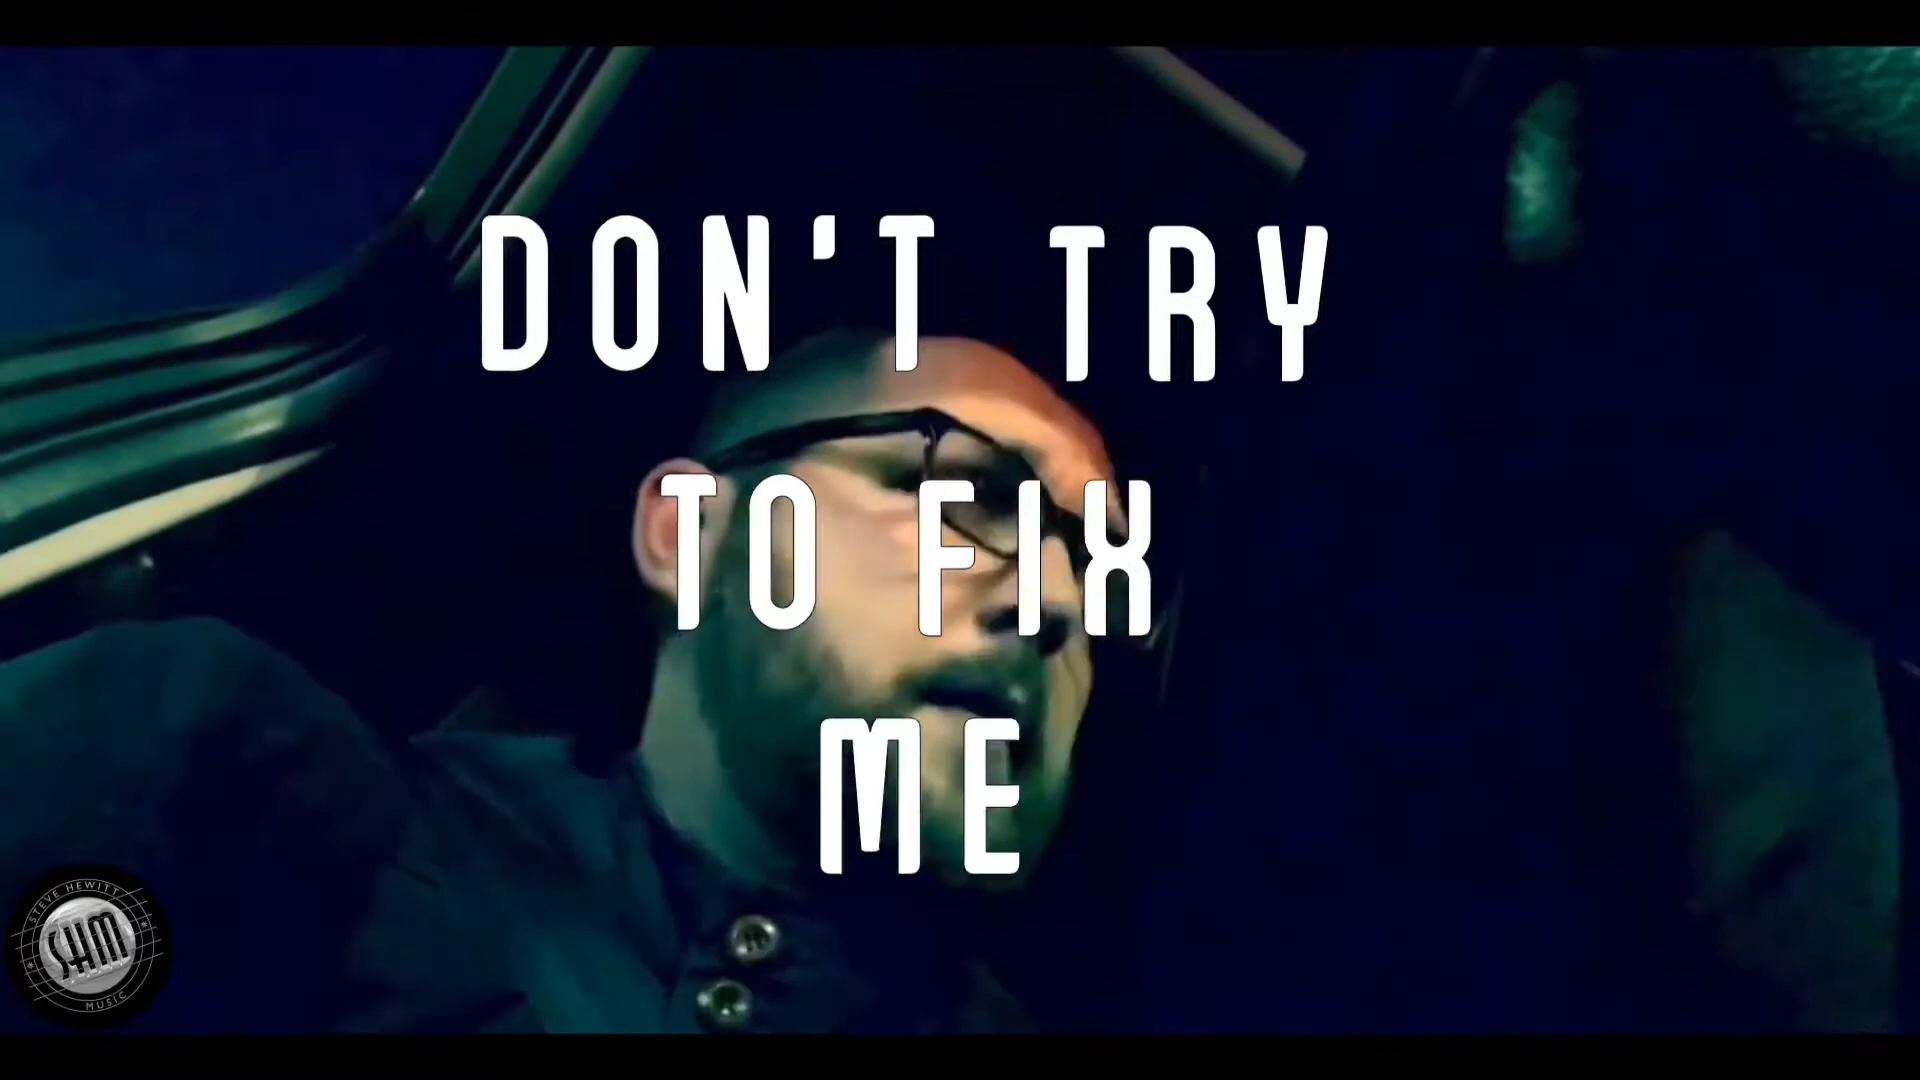 DON'T TRY
TO FIX
ME
STEVE HEWITT
SHM
MUSIC